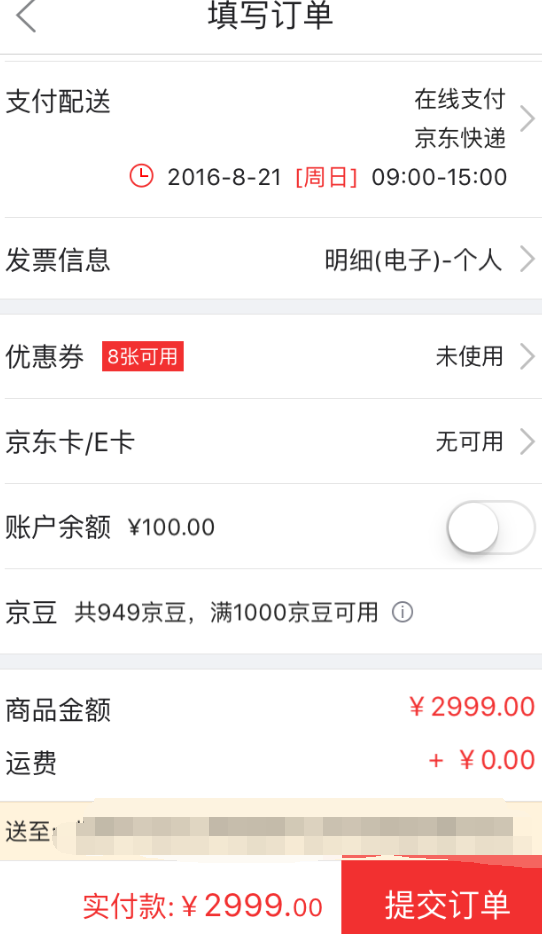 填写订单
支付配送
在线支付
京东快递
2016-8-21 [周日] 09:00-15:00
发票信息 明细(电子)-个人
优惠券 8张可用 未使用
京东卡/E卡 无可用
账户余额 ¥100.00
京豆 共949京豆，满1000京豆可用
商品金额 ¥2999.00
运费 + ¥0.00
送至:
实付款:¥2999.00 提交订单